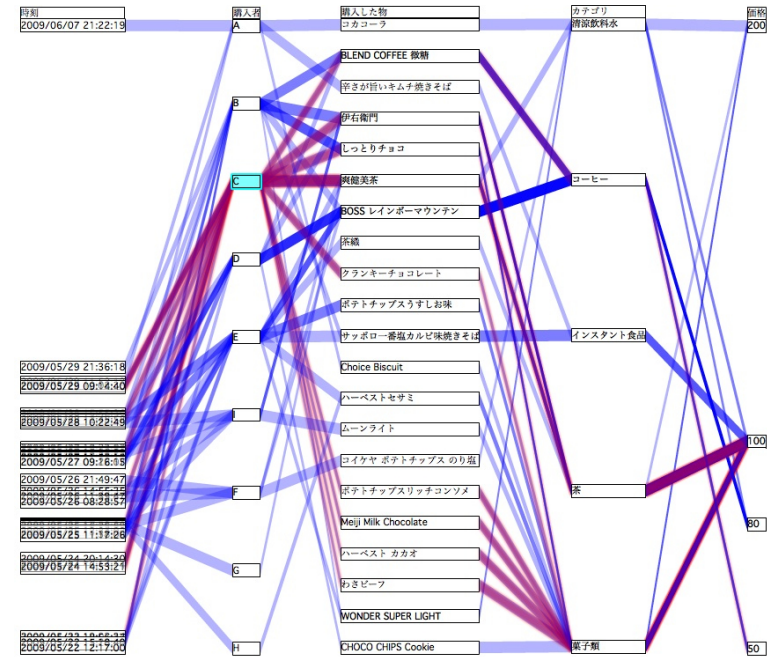 時刻
購入者
購入した物
カテゴリ
価格
2009/06/07 21:22:19
2009/05/29 21:36:18
2009/05/29 09:04:40
2009/05/28 10:22:49
2009/05/27 09:16:15
2009/05/26 21:49:47
2009/05/26 08:28:57
2009/05/25 11:17:26
2009/05/24 14:53:21
2009/05/22 12:17:00
A
B
C
D
E
I
F
G
H
コカコーラ
BLEND COFFEE 微糖
辛さが旨いキムチ焼きそば
伊右衛門
しっとりチョコ
爽健美茶
BOSS レインボーマウンテン
茶織
クランキーチョコレート
ポテトチップスうすしお味
サッポロ一番塩カルビ味焼きそば
Choice Biscuit
ハーベストセサミ
ムーンライト
コイケヤ ポテトチップス のり塩
ポテトチップスリッチコンソメ
Meiji Milk Chocolate
ハーベスト カカオ
わさビーフ
WONDER SUPER LIGHT
CHOCO CHIPS Cookie
清涼飲料水
コーヒー
インスタント食品
茶
菓子類
200
100
80
50